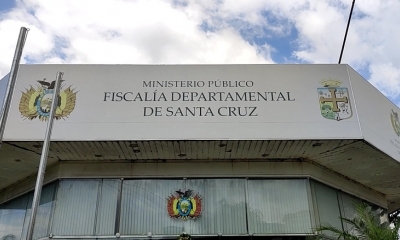 MINISTERIO PÚBLICO
FISCALÍA DEPARTAMENTAL
DE SANTA CRUZ